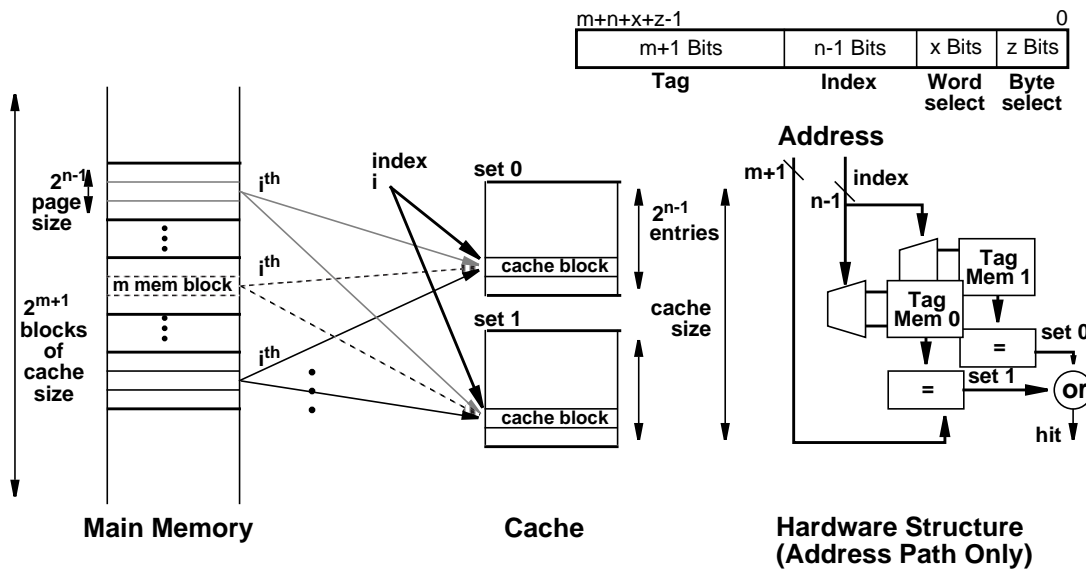 m+n+x+z-1 0
m+1 Bits n-1 Bits x Bits z Bits
Tag Index Word select Byte select
2^{n-1} page size
i^{th}
i^{th}
m mem block
2^{m+1} blocks of cache size
i^{th}
Main Memory
index i
set 0
cache block
2^{n-1} entries
set 1
cache size
cache block
Cache
Address
m+1
index
n-1
Tag Mem 1
Tag Mem 0
=
set 0
=
set 1
or
hit
Hardware Structure
(Address Path Only)